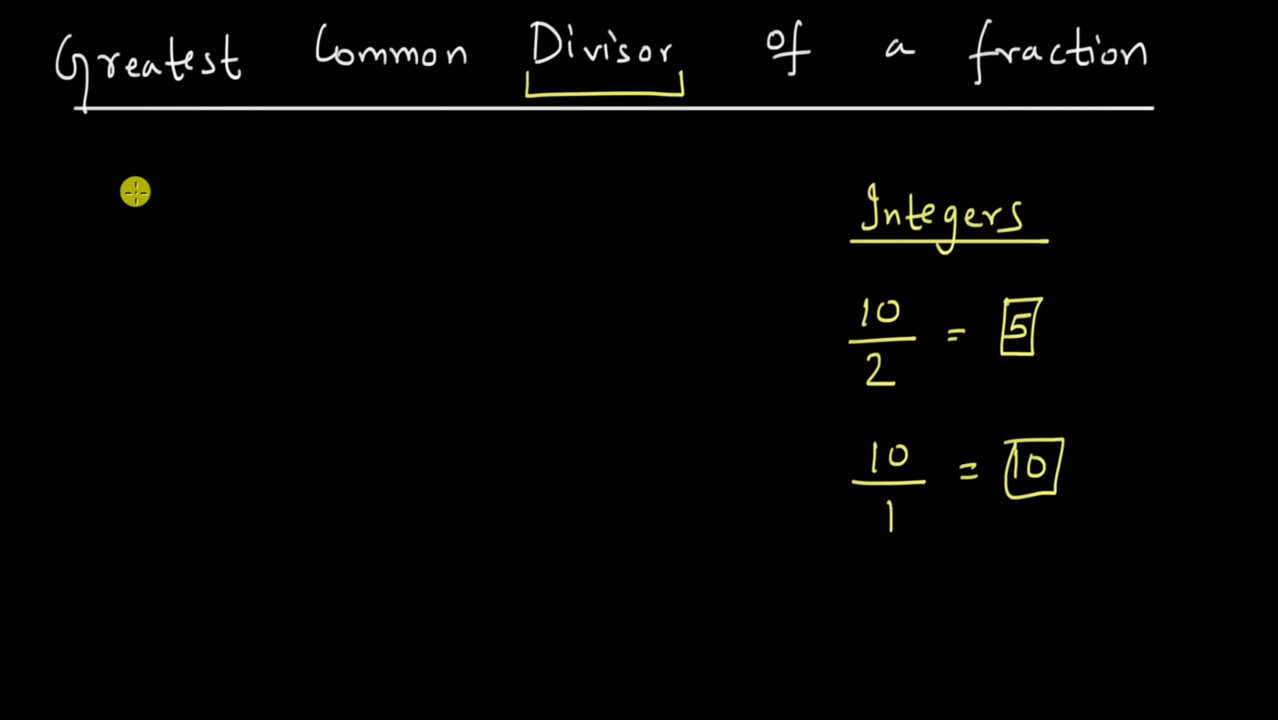 Greatest Common Divisor of a fraction
Integers
10/2 = 5
10/1 = 10